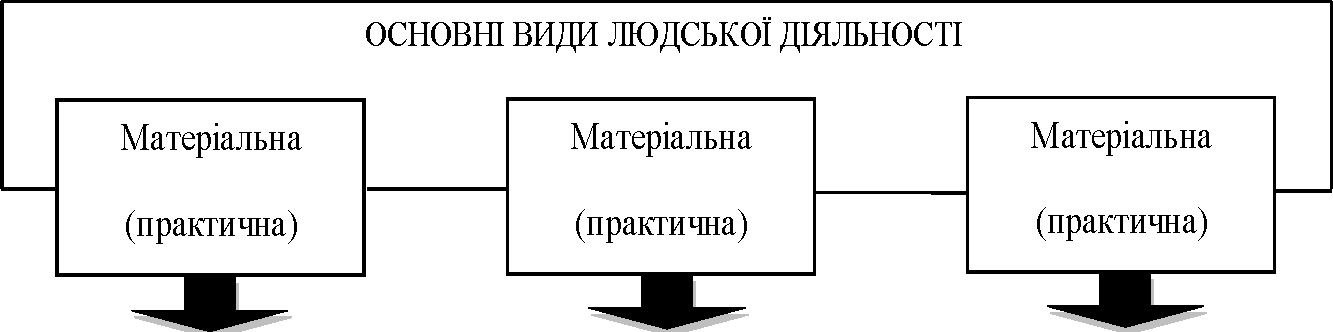 ОСНОВНІ ВИДИ ЛЮДСЬКОЇ ДІЯЛЬНОСТІ
Матеріальна
(практична)
Матеріальна
(практична)
Матеріальна
(практична)